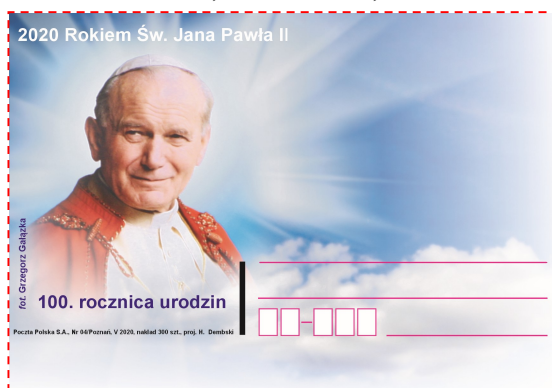 2020 Rokiem Św. Jana Pawła II
fot. Grzegorz Gałązka
100. rocznica urodzin
Poczta Polska S.A., Nr 04/Poznań, V 2020, nakład 300 szt., proj. H. Dembski